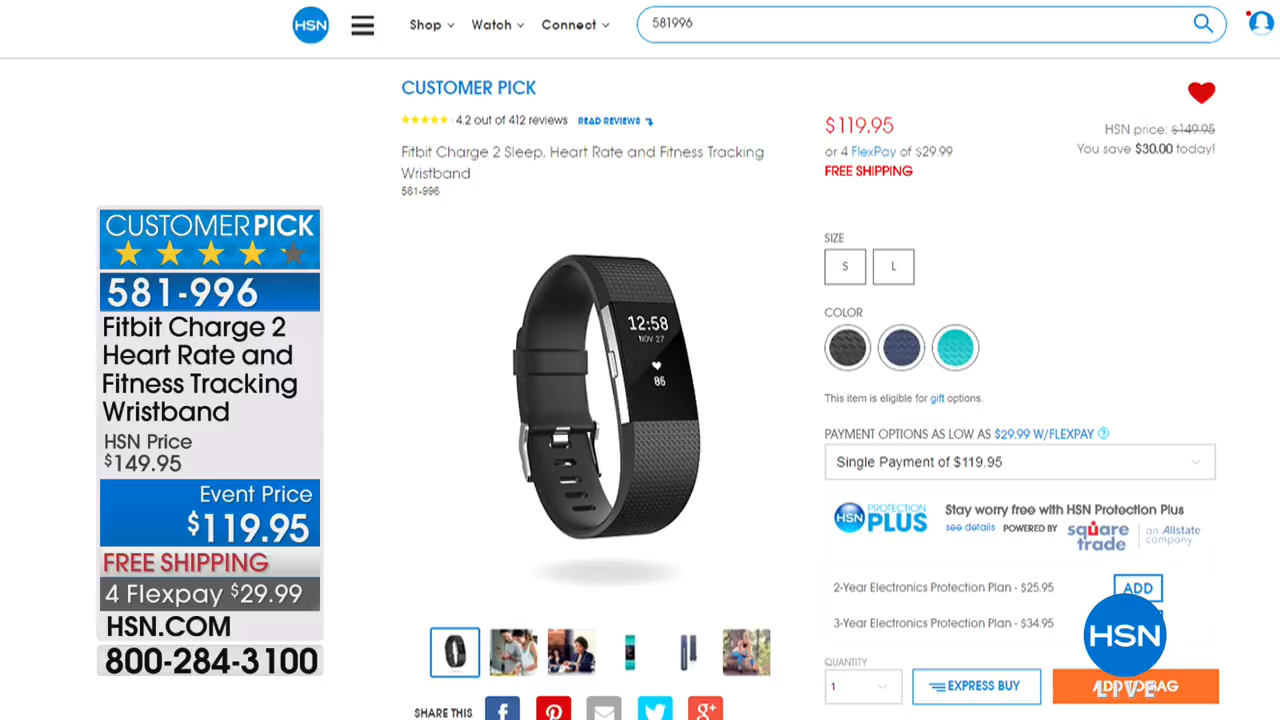 HSN
Shop
Watch
Connect
581996
CUSTOMER PICK
4.2 out of 412 reviews READ REVIEWS
Fitbit Charge 2 Sleep, Heart Rate and Fitness Tracking
Wristband
581-996
$119.95
or 4 FlexPay of $29.99
FREE SHIPPING
HSN price: $149.95
You save $30.00 today!
SIZE
S
L
COLOR
This item is eligible for gift options.
PAYMENT OPTIONS AS LOW AS $29.99 W/FLEXPAY ?
Single Payment of $119.95
HSN PROTECTION PLUS
Stay worry free with HSN Protection Plus
see details POWERED BY square trade an Allstate company
2-Year Electronics Protection Plan - $25.95
ADD
3-Year Electronics Protection Plan - $34.95
QUANTITY
1
EXPRESS BUY
ADD TO BAG
HSN
LIVE
12:58
NOV 27
86
SHARE THIS
CUSTOMER PICK
581-996
Fitbit Charge 2
Heart Rate and
Fitness Tracking
Wristband
HSN Price
$149.95
Event Price
$119.95
FREE SHIPPING
4 Flexpay $29.99
HSN.COM
800-284-3100